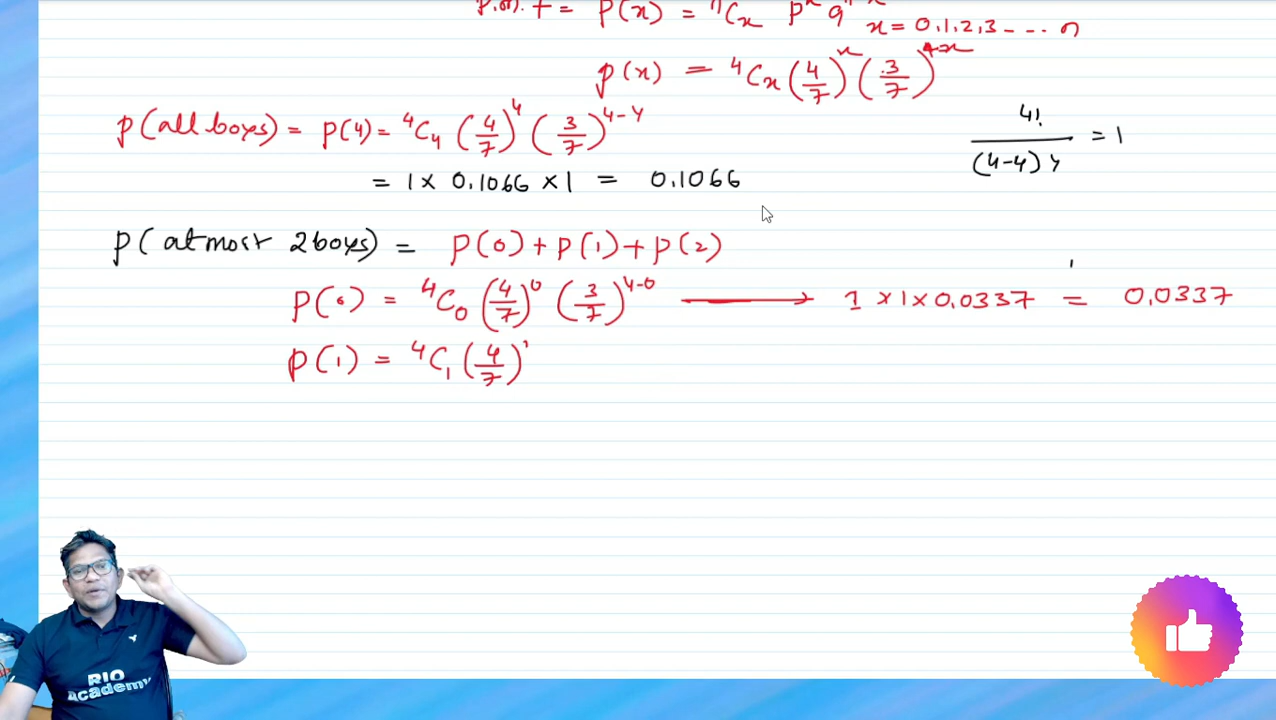 P.m.f = P(x) = ⁿCₓ pˣ qⁿ⁻ˣ
x = 0,1,2,3 ---- n
p(x) = ⁴Cₓ (4/7)ˣ (3/7)⁴⁻ˣ
p(all boys) = P(4) = ⁴C₄ (4/7)⁴ (3/7)⁴⁻⁴
4!/(4-4) 4 = 1
= 1 × 0.1066 × 1 = 0.1066
p(atmost 2 boys) = P(0) + P(1) + P(2)
P(0) = ⁴C₀ (4/7)⁰ (3/7)⁴⁻⁰ → 1 × 1 × 0.0337 = 0.0337
P(1) = ⁴C₁ (4/7)¹
RIO
Academy